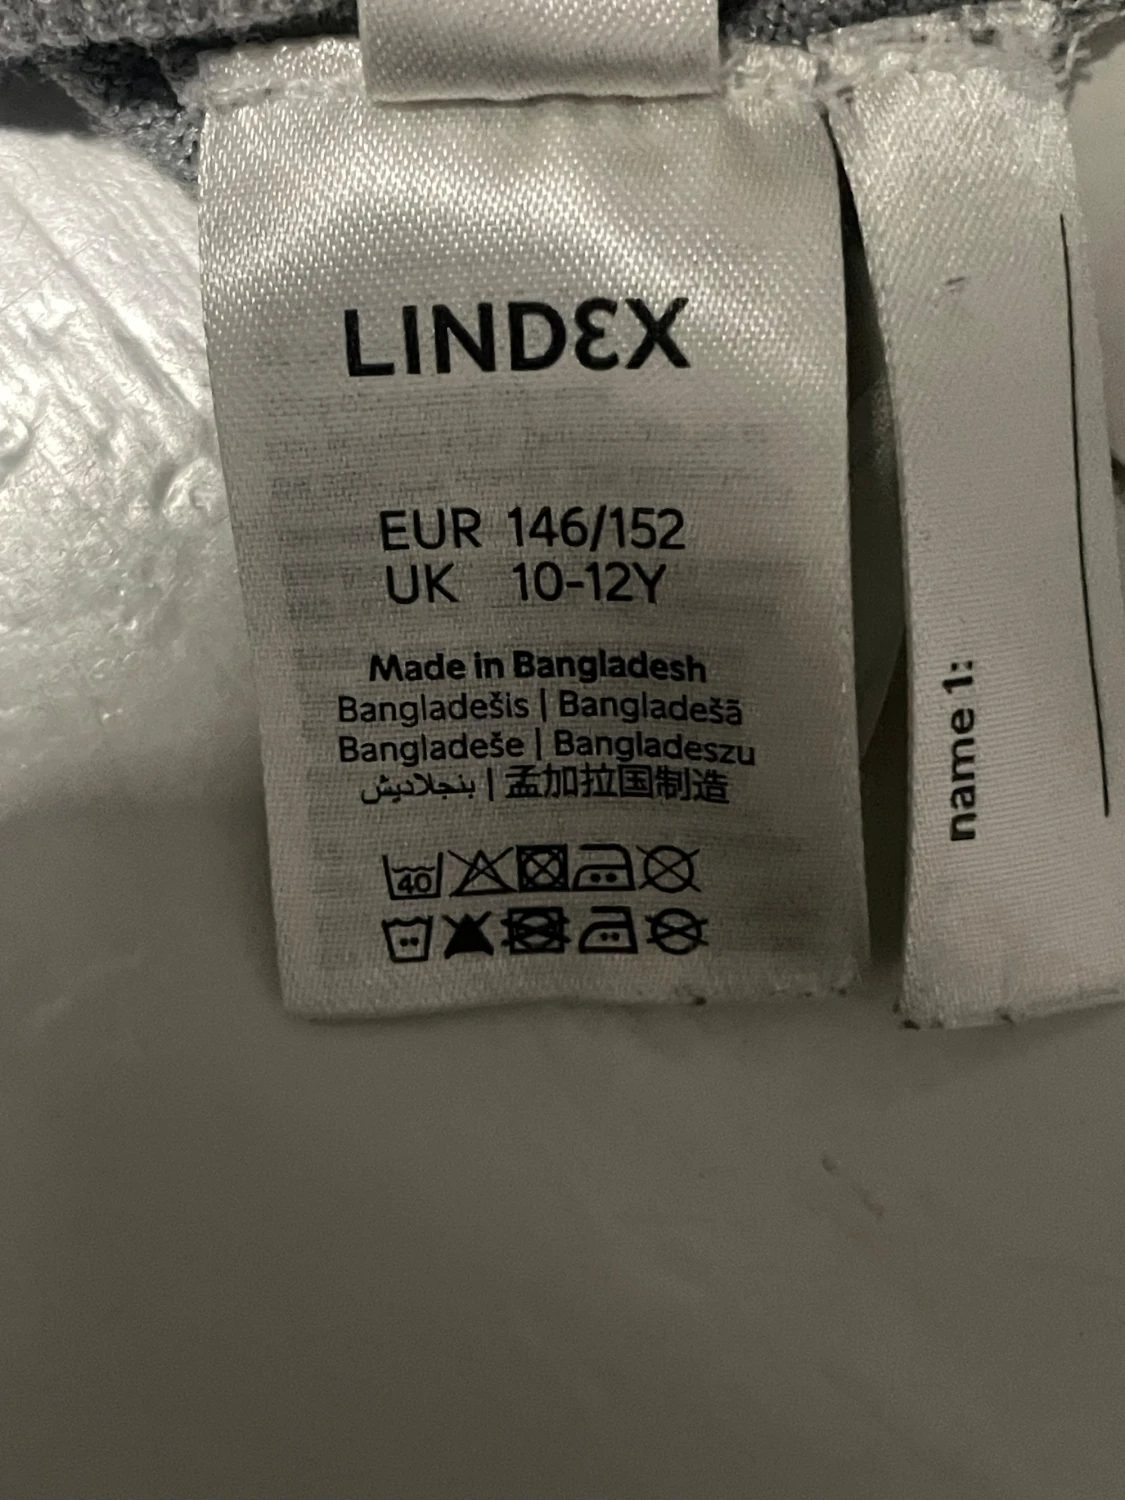 LINDEX
EUR 146/152
UK 10-12Y
Made in Bangladesh
Bangladešis | Bangladešā
Bangladeše | Bangladeszu
بنجلاديش | 孟加拉国制造
40
name 1: